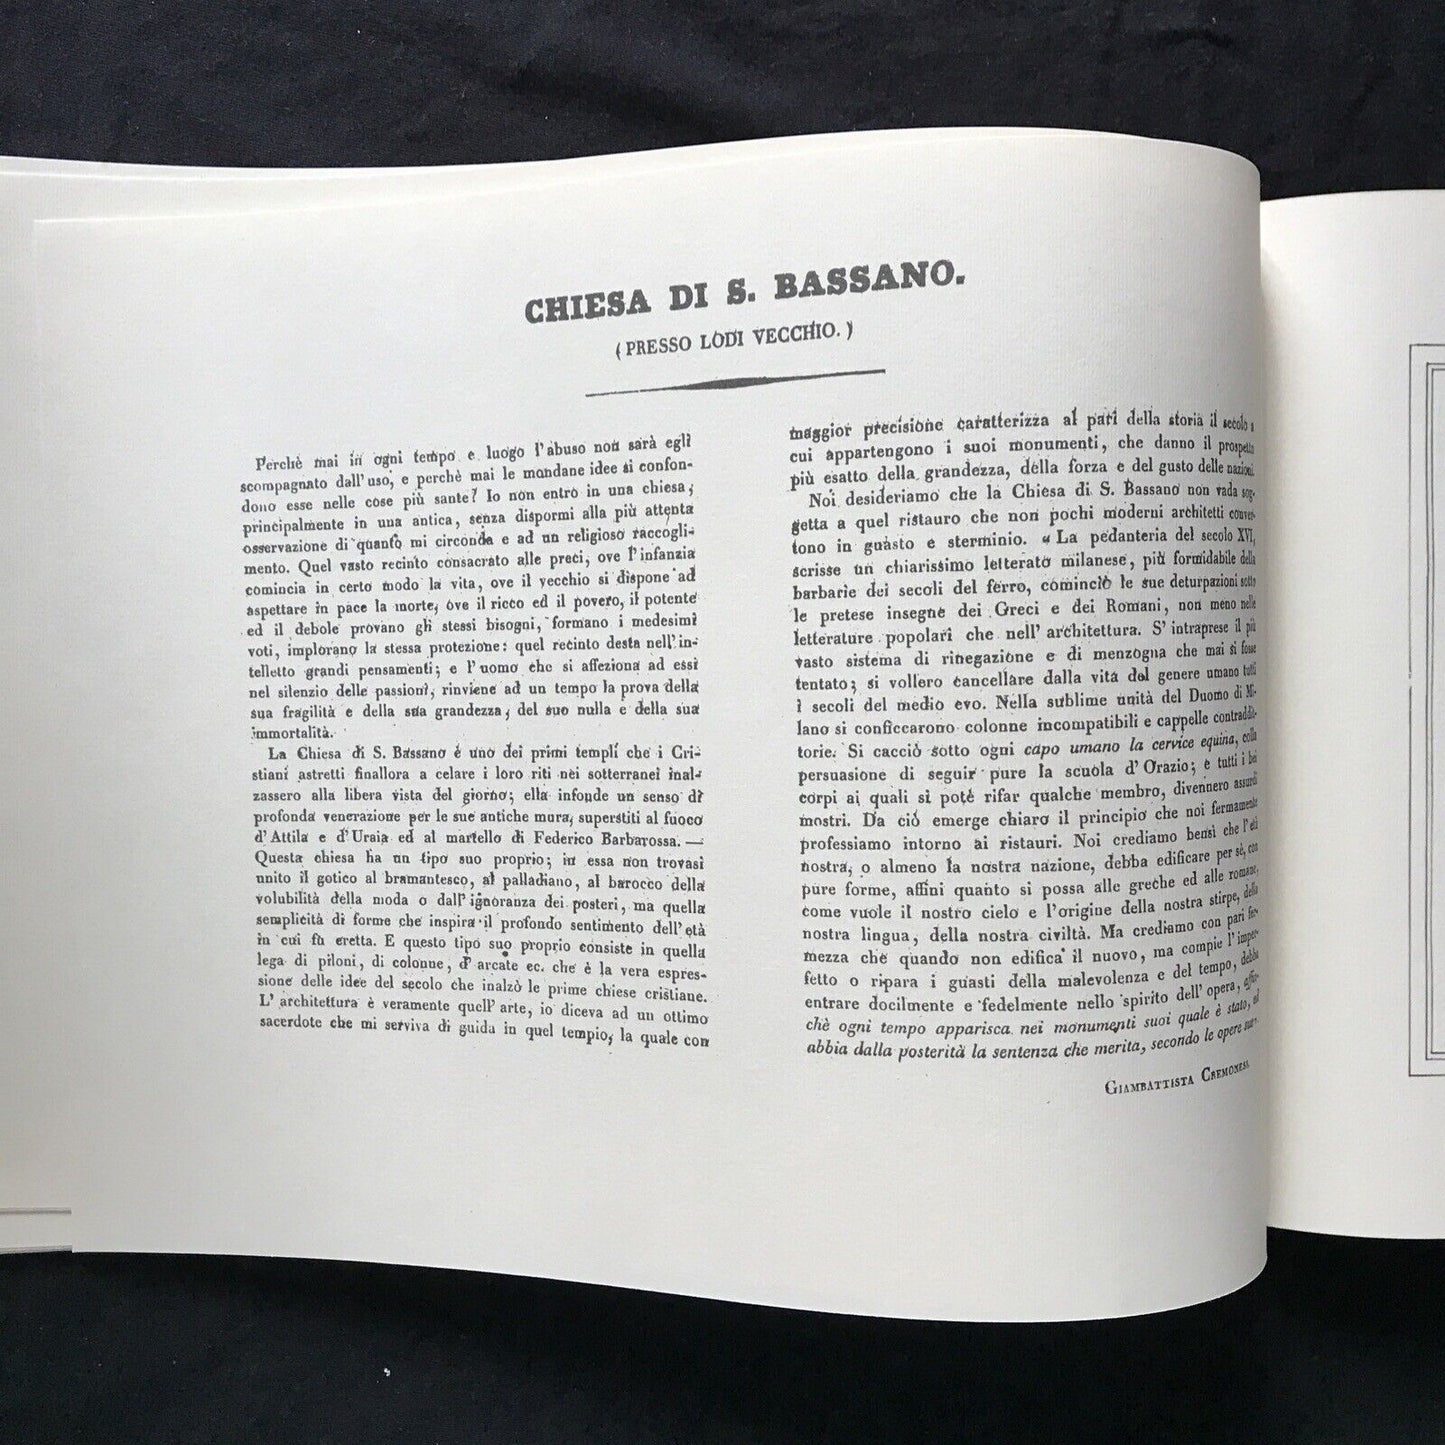 CHIESA DI S. BASSANO.
(PRESSO LODI VECCHIO.)
Perchè mai in ogni tempo e luogo l'abuso non sarà egli
scompagnato dall'uso, e perchè mai le mondane idee si confon-
dono esse nelle cose più sante? Io non entro in una chiesa,
principalmente in una antica, senza dispormi alla più attenta
osservazione di quanto mi circonda e ad un religioso raccogli-
mento. Quel vasto recinto consacrato alle preci, ove l'infanzia
comincia in certo modo la vita, ove il vecchio si dispone ad
aspettare in pace la morte, ove il ricco ed il povero, il potente
ed il debole provano gli stessi bisogni, formano i medesimi
voti, implorano la stessa protezione: quel recinto desta nell'in-
telletto grandi pensamenti; e l'uomo che si affeziona ad essi
nel silenzio delle passioni, rinviene ad un tempo la prova della
sua fragilità e della sua grandezza, del suo nulla e della sua
immortalità.
La Chiesa di S. Bassano è uno dei primi templi che i Cri-
stiani astretti finallora a celare i loro riti nei sotterranei inal-
zassero alla libera vista del giorno; ella infonde un senso di
profonda venerazione per le sue antiche mura, superstiti al fuoco
d'Attila e d'Uraia ed al martello di Federico Barbarossa. —
Questa chiesa ha un tipo suo proprio; in essa non trovasi
unito il gotico al bramantesco, al palladiano, al barocco della
volubilità della moda o dall'ignoranza dei posteri, ma quella
semplicità di forme che inspira il profondo sentimento dell'età
in cui fu eretta. E questo tipo suo proprio consiste in quella
lega di piloni, di colonne, d'arcate ec. che è la vera espres-
sione delle idee del secolo che inalzò le prime chiese cristiane.
L'architettura è veramente quell'arte, io diceva ad un ottimo
sacerdote che mi serviva di guida in quel tempio, la quale con
maggior precisione caratterizza al pari della storia il secolo a
cui appartengono i suoi monumenti, che danno il prospetto
più esatto della grandezza, della forza e del gusto delle nazioni.
Noi desideriamo che la Chiesa di S. Bassano non vada sog-
getta a quel ristauro che non pochi moderni architetti conver-
tono in guasto e sterminio. « La pedanteria del secolo XVI,
scrisse un chiarissimo letterato milanese, più formidabile della
barbarie dei secoli del ferro, cominciò le sue deturpazioni sotto
le pretese insegne dei Greci e dei Romani, non meno nelle
letterature popolari che nell'architettura. S'intraprese il più
vasto sistema di rinegazione e di menzogna che mai si fosse
tentato; si vollero cancellare dalla vita del genere umano tutti
i secoli del medio evo. Nella sublime unità del Duomo di Mi-
lano si conficcarono colonne incompatibili e cappelle contraddit-
torie. Si cacciò sotto ogni capo umano la cervice equina, colla
persuasione di seguir pure la scuola d'Orazio; e tutti i bei
corpi ai quali si potè rifar qualche membro, divennero assurdi
mostri. Da ciò emerge chiaro il principio che noi fermamente
professiamo intorno ai ristauri. Noi crediamo bensì che l'età
nostra, o almeno la nostra nazione, debba edificare per sè, con
pure forme, affini quanto si possa alle greche ed alle romane,
come vuole il nostro cielo e l'origine della nostra stirpe, della
nostra lingua, della nostra civiltà. Ma crediamo con pari fer-
mezza che quando non edifica il nuovo, ma compie l'imper-
fetto o ripara i guasti della malevolenza e del tempo, debba
entrare docilmente e fedelmente nello spirito dell'opera, affin-
chè ogni tempo apparisca nei monumenti suoi quale è stato, ed
abbia dalla posterità la sentenza che merita, secondo le opere sue.
GIAMBATTISTA CREMONESI